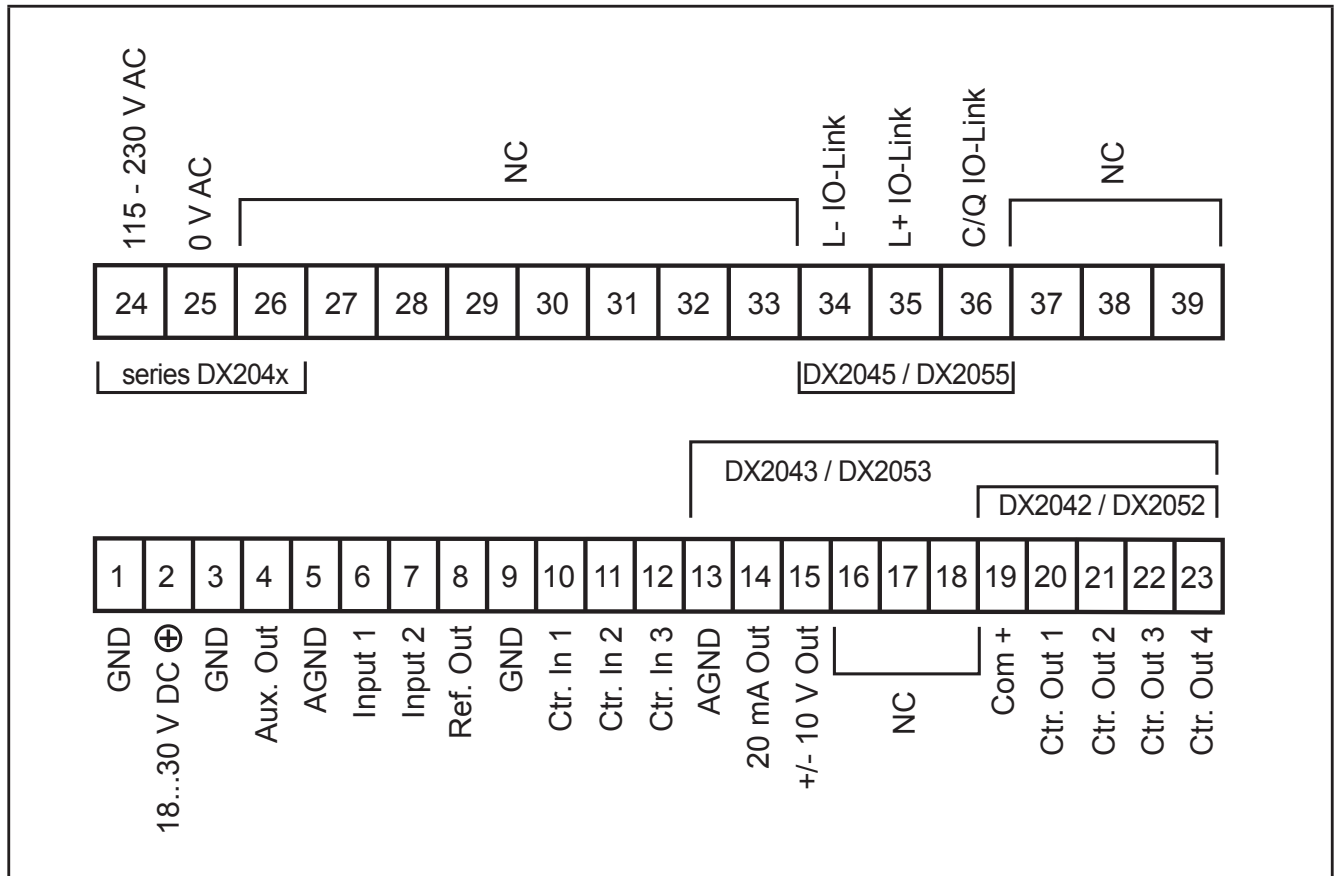 115 - 230 V AC
0 V AC
NC
L- IO-Link
L+ IO-Link
C/Q IO-Link
NC
24 25 26 27 28 29 30 31 32 33 34 35 36 37 38 39
series DX204x
DX2045 / DX2055
DX2043 / DX2053
DX2042 / DX2052
1 2 3 4 5 6 7 8 9 10 11 12 13 14 15 16 17 18 19 20 21 22 23
GND
18...30 V DC ⊕
GND
Aux. Out
AGND
Input 1
Input 2
Ref. Out
GND
Ctr. In 1
Ctr. In 2
Ctr. In 3
AGND
20 mA Out
+/- 10 V Out
NC
Com +
Ctr. Out 1
Ctr. Out 2
Ctr. Out 3
Ctr. Out 4